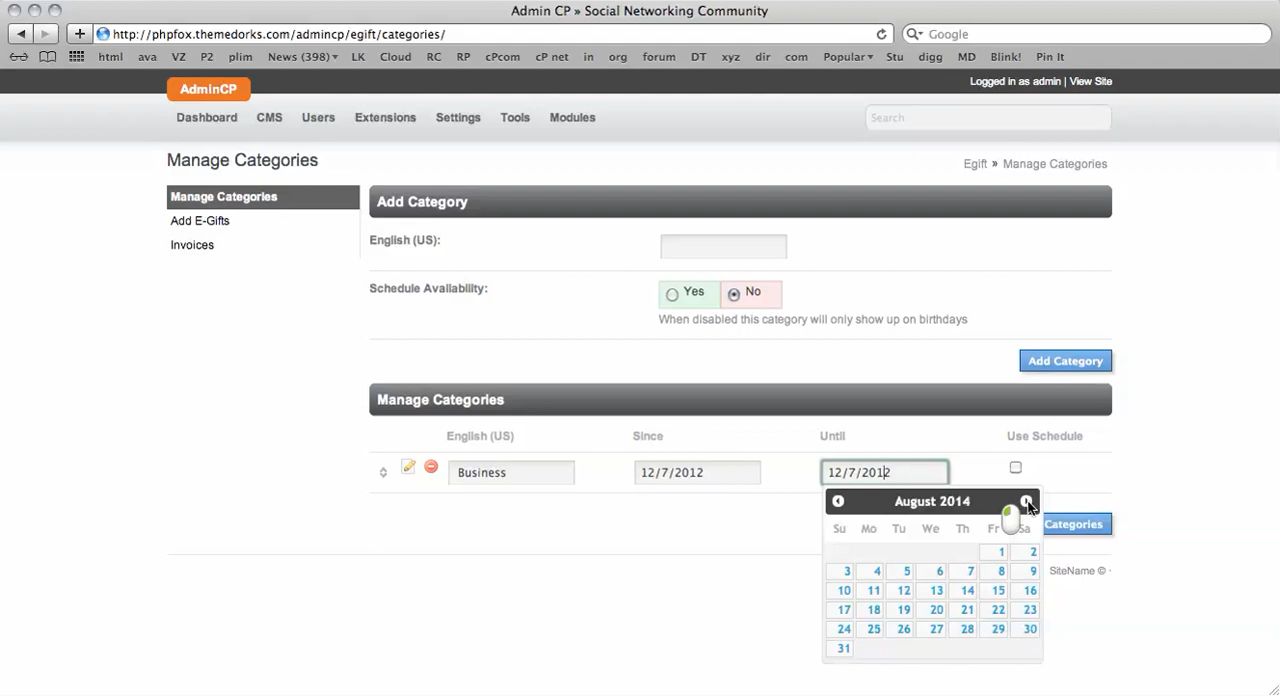 Admin CP » Social Networking Community
http://phpfox.themedorks.com/admincp/egift/categories/
Google
html ava VZ P2 plim News (398) LK Cloud RC RP cPcom cP net in org forum DT xyz dir com Popular Stu digg MD Blink! Pin It
Logged in as admin | View Site
AdminCP
Dashboard CMS Users Extensions Settings Tools Modules
Search
Manage Categories
Egift » Manage Categories
Manage Categories
Add E-Gifts
Invoices
Add Category
English (US):
Schedule Availability:
Yes No
When disabled this category will only show up on birthdays
Add Category
Manage Categories
English (US) Since Until Use Schedule
Business 12/7/2012 12/7/2012
August 2014
Su Mo Tu We Th Fr Sa
1 2
3 4 5 6 7 8 9
10 11 12 13 14 15 16
17 18 19 20 21 22 23
24 25 26 27 28 29 30
31
Categories
SiteName © ·